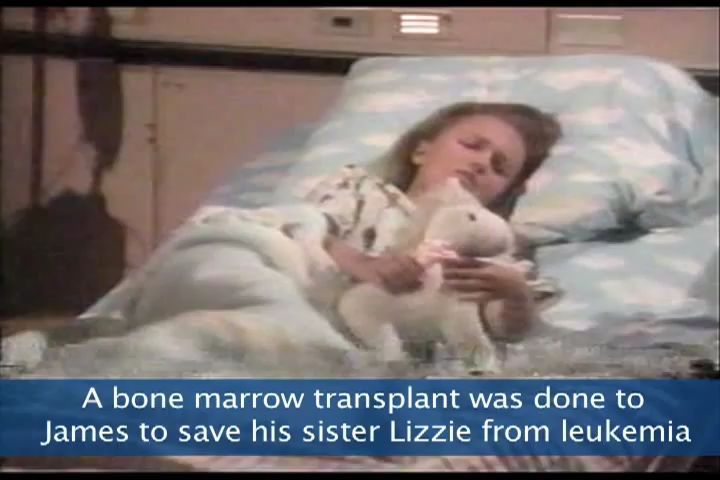 A bone marrow transplant was done to
James to save his sister Lizzie from leukemia